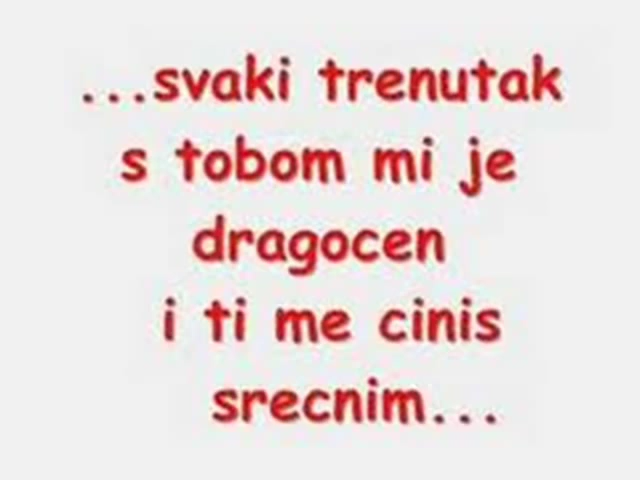 ...svaki trenutak
s tobom mi je
dragocen
i ti me cinis
srecnim...